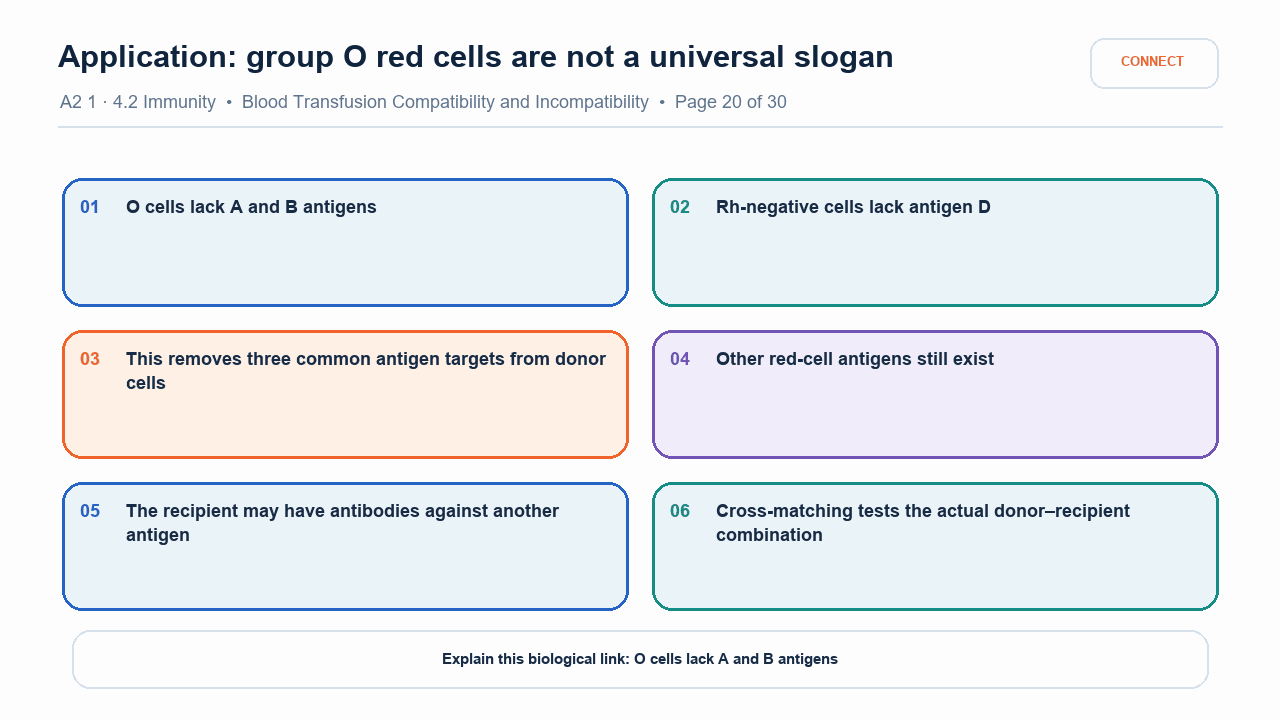 Application: group O red cells are not a universal slogan
CONNECT
A2 1 · 4.2 Immunity • Blood Transfusion Compatibility and Incompatibility • Page 20 of 30
01 O cells lack A and B antigens
02 Rh-negative cells lack antigen D
03 This removes three common antigen targets from donor
cells
04 Other red-cell antigens still exist
05 The recipient may have antibodies against another
antigen
06 Cross-matching tests the actual donor–recipient
combination
Explain this biological link: O cells lack A and B antigens